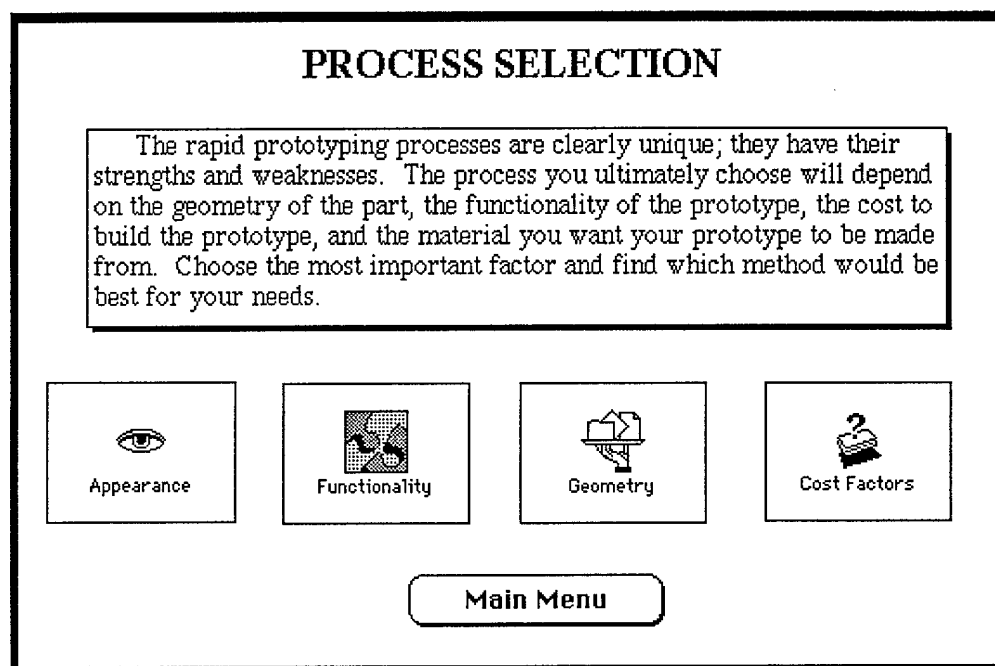 PROCESS SELECTION
The rapid prototyping processes are clearly unique; they have their
strengths and weaknesses. The process you ultimately choose will depend
on the geometry of the part, the functionality of the prototype, the cost to
build the prototype, and the material you want your prototype to be made
from. Choose the most important factor and find which method would be
best for your needs.
Appearance
Functionality
Geometry
?
Cost Factors
Main Menu